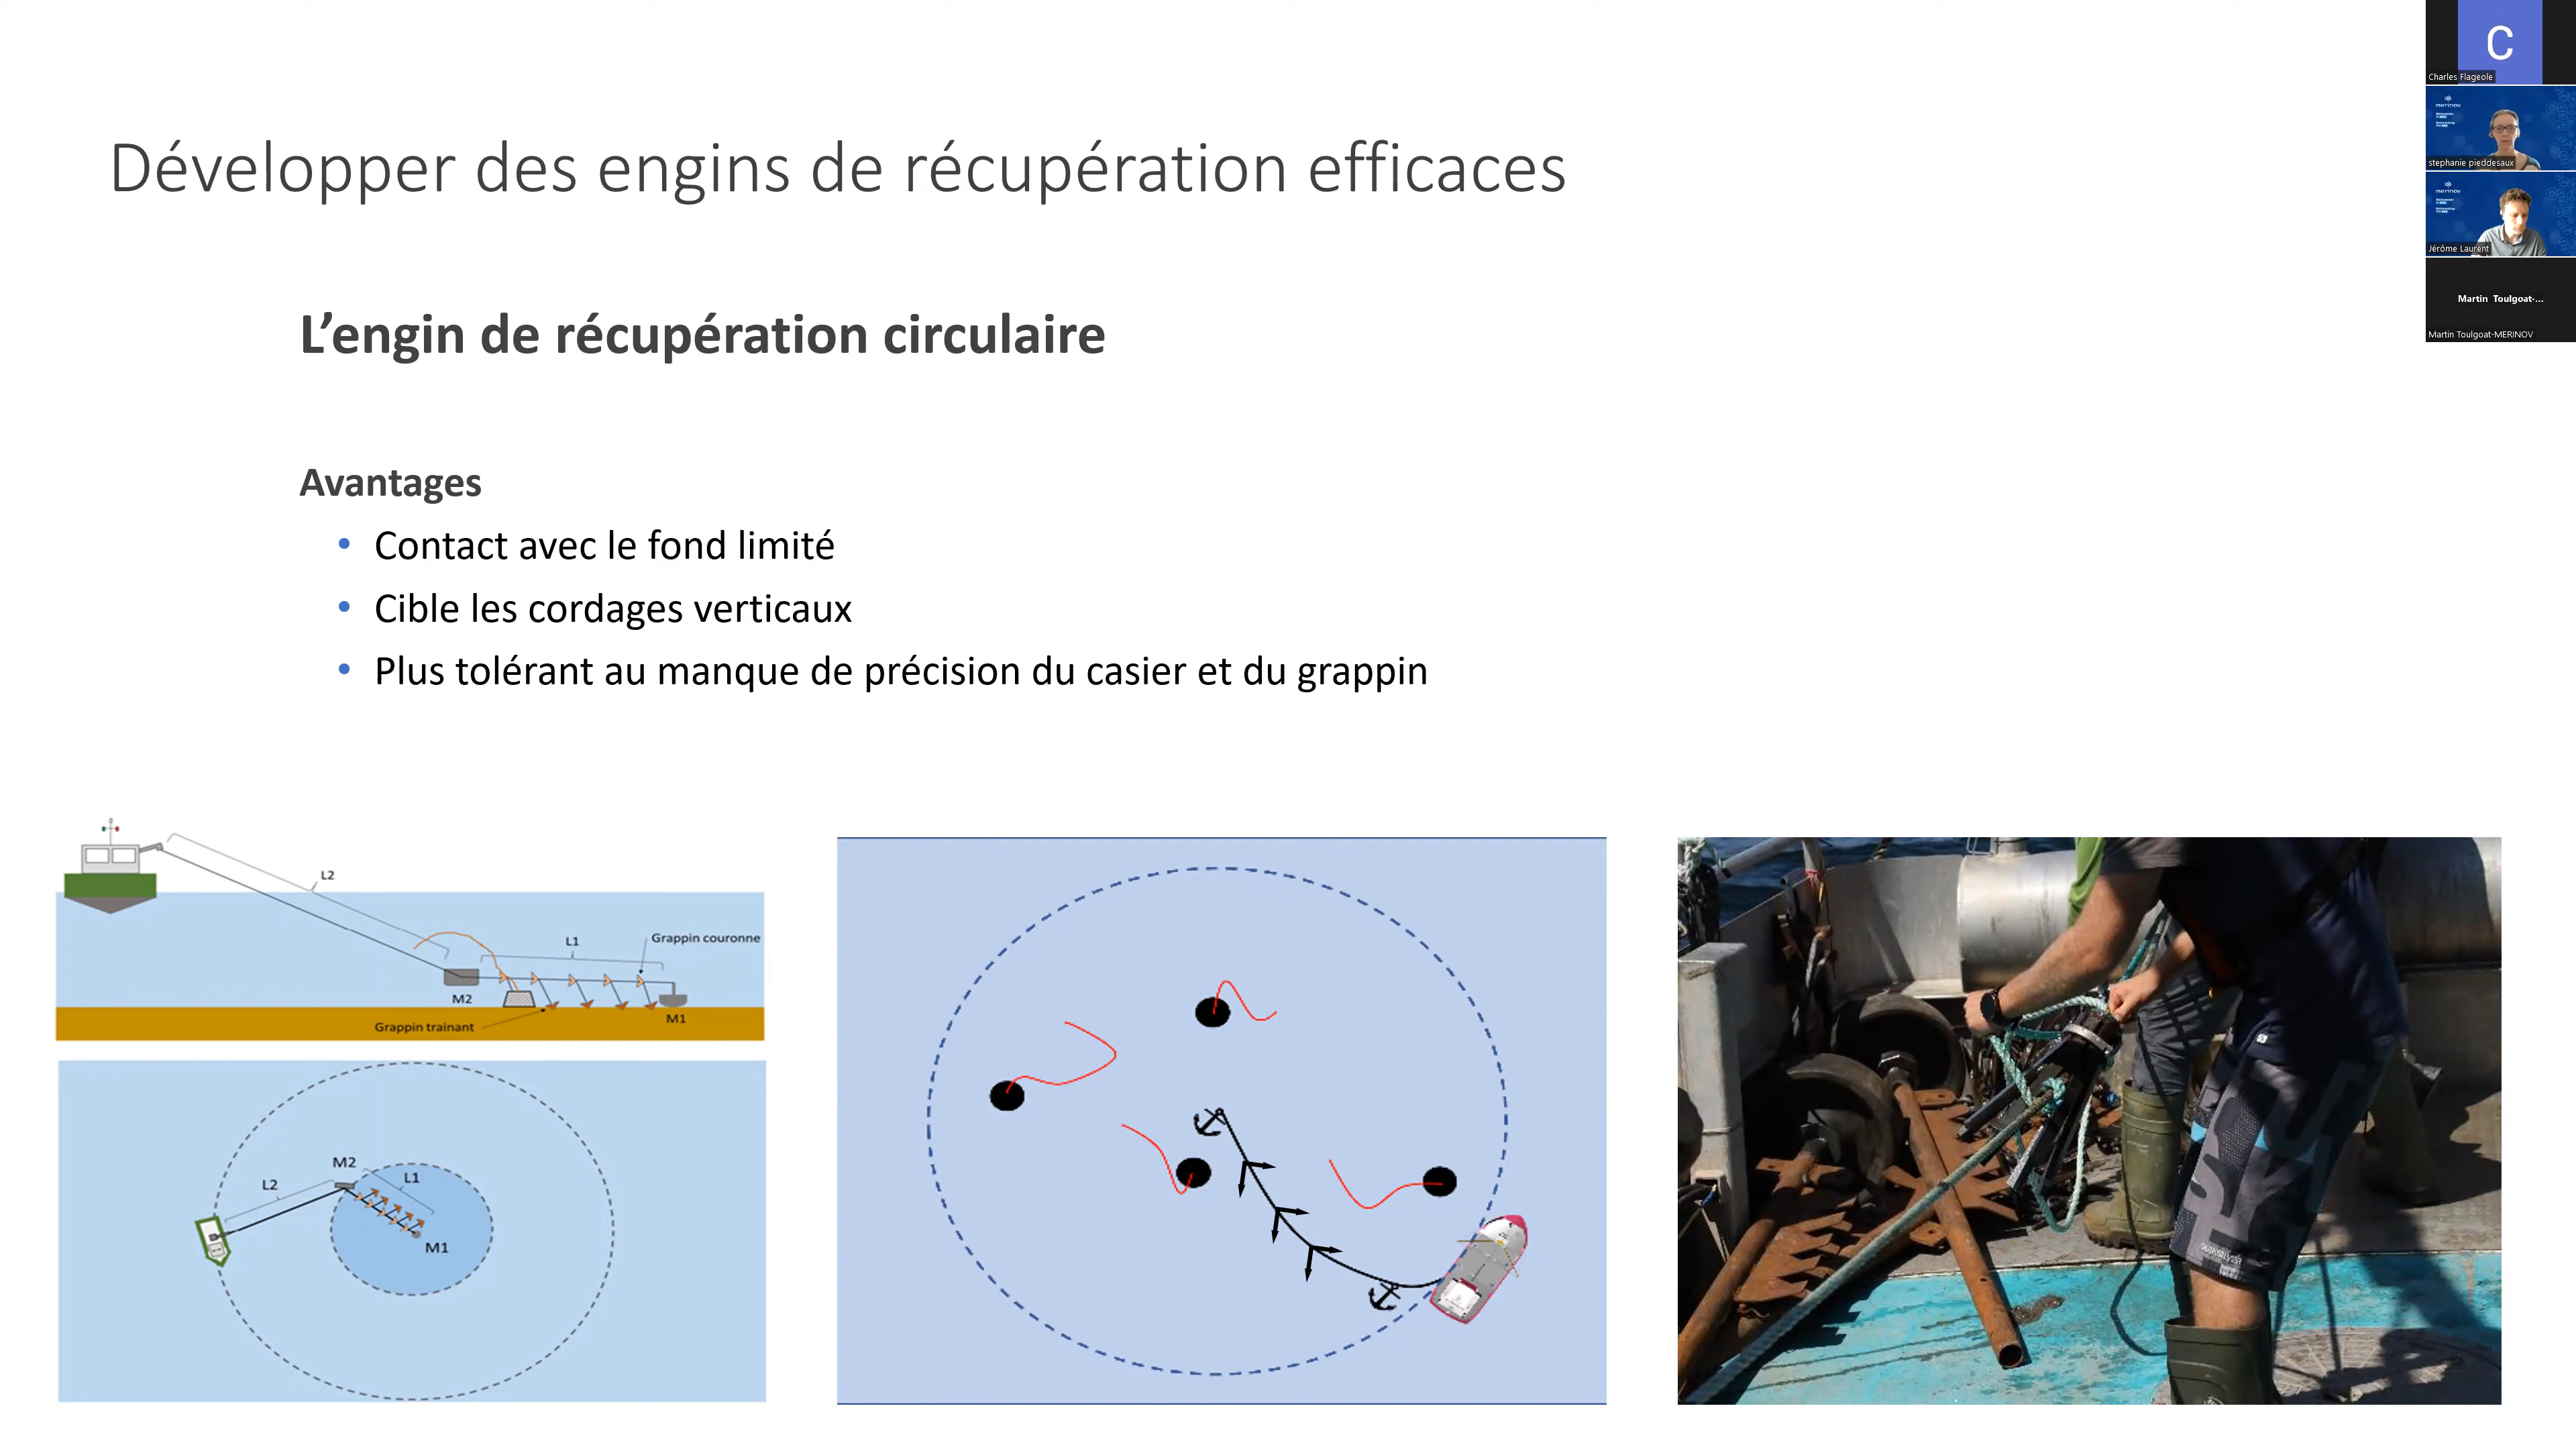 Développer des engins de récupération efficaces
L’engin de récupération circulaire
Avantages
• Contact avec le fond limité
• Cible les cordages verticaux
• Plus tolérant au manque de précision du casier et du grappin
L2
L1
Grappin couronne
M2
M1
Grappin trainant
M2
L1
L2
M1
C
Charles Flageole
merinov
stephanie pieddesaux
merinov
Jérôme Laurent
Martin Toulgoat-...
Martin Toulgoat-MERINOV